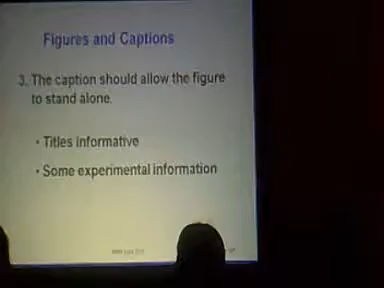 Figures and Captions
3. The caption should allow the figure
to stand alone.
• Titles informative
• Some experimental information